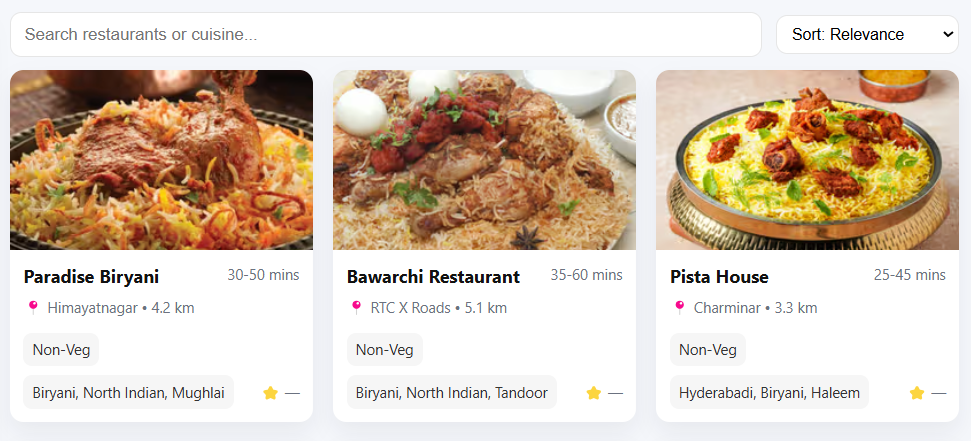 Search restaurants or cuisine...
Sort: Relevance
Paradise Biryani
30-50 mins
Himayatnagar • 4.2 km
Non-Veg
Biryani, North Indian, Mughlai
—
Bawarchi Restaurant
35-60 mins
RTC X Roads • 5.1 km
Non-Veg
Biryani, North Indian, Tandoor
—
Pista House
25-45 mins
Charminar • 3.3 km
Non-Veg
Hyderabadi, Biryani, Haleem
—